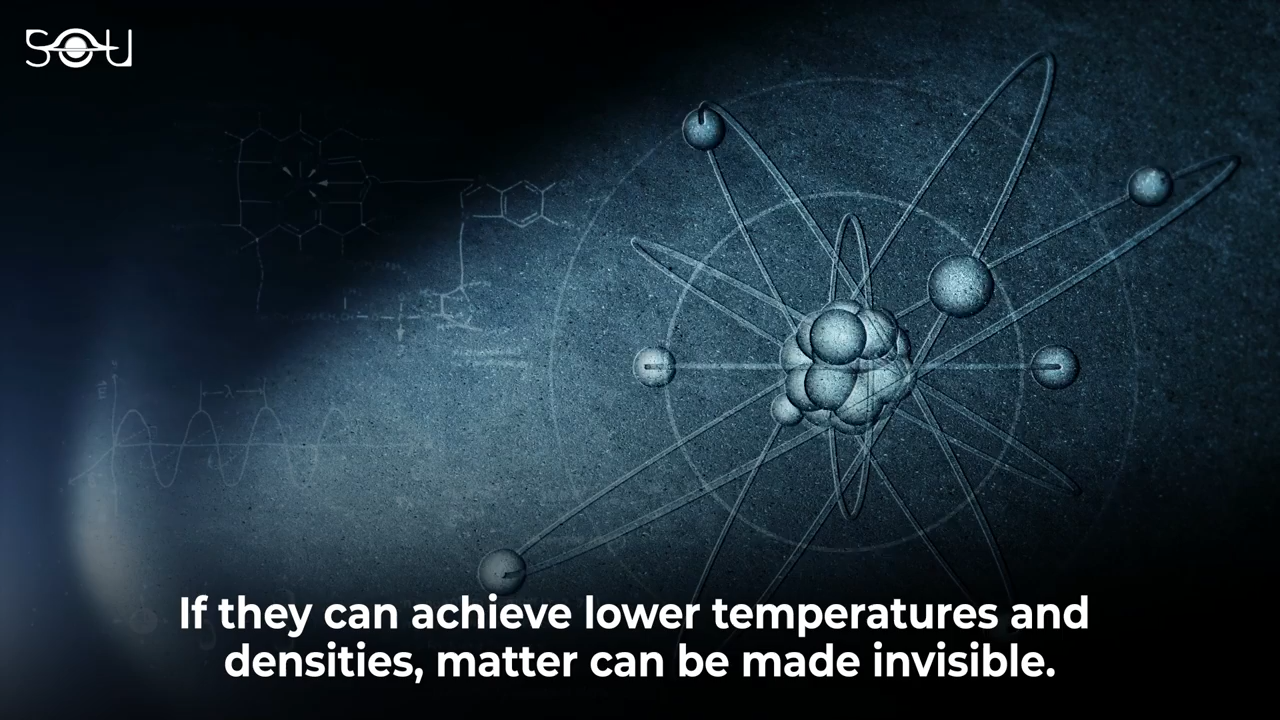 SOU
If they can achieve lower temperatures and
densities, matter can be made invisible.